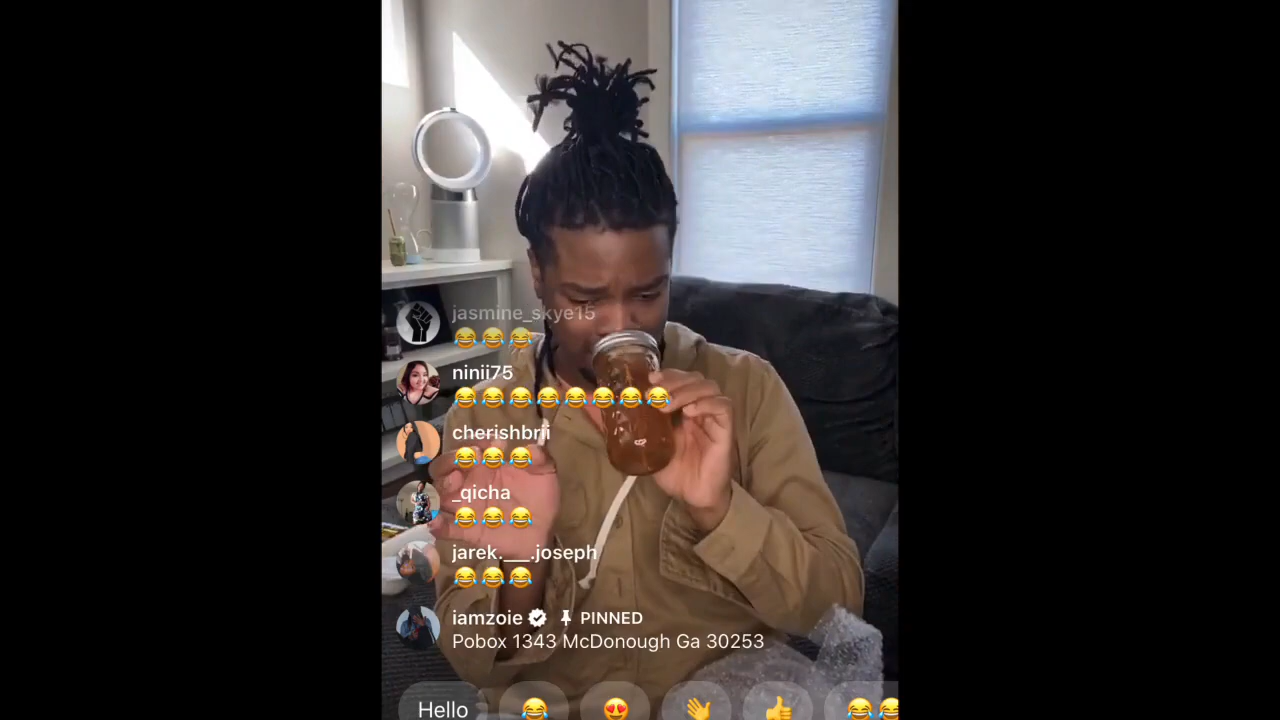 jasmine_skye15
😂😂😂
ninii75
😂😂😂😂😂😂😂😂
cherishbrii
😂😂😂
_qicha
😂😂😂
jarek.___.joseph
😂😂😂
iamzoie PINNED
Pobox 1343 McDonough Ga 30253
Hello 😂 😍 👋 👍 😂😂